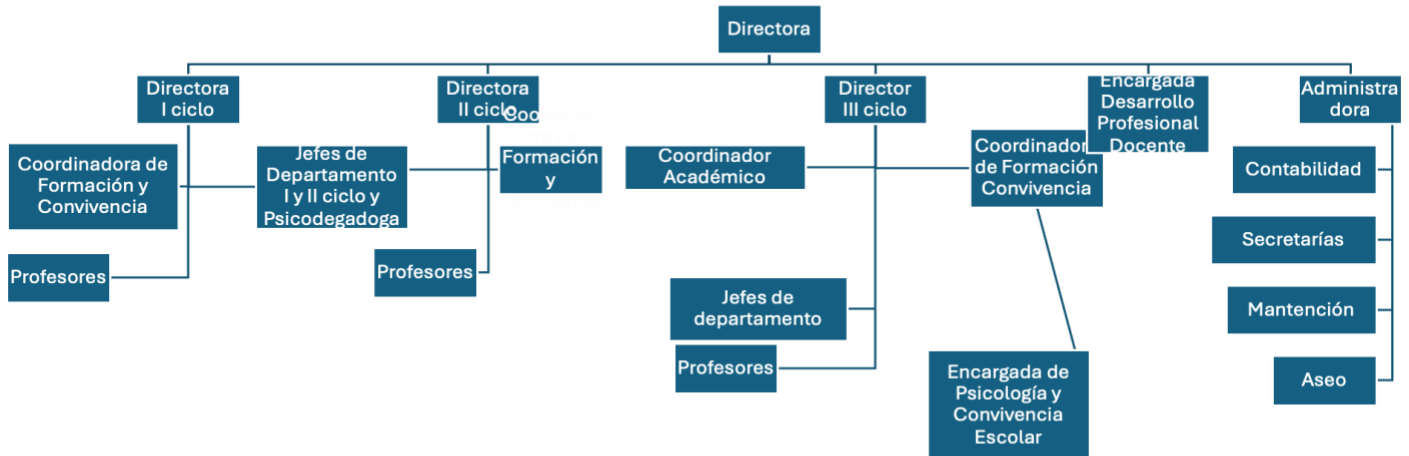 Directora
Directora
I ciclo
Directora
II ciclo
Director
III ciclo
Encargada
Desarrollo
Profesional
Docente
Administra
dora
Coordinadora de
Formación y
Convivencia
Jefes de
Departamento
I y II ciclo y
Psicodegadoga
Formación
y
Coordinador
Académico
Coordinador
de Formación
Convivencia
Contabilidad
Secretarías
Mantención
Aseo
Profesores
Profesores
Jefes de
departamento
Profesores
Encargada de
Psicología y
Convivencia
Escolar